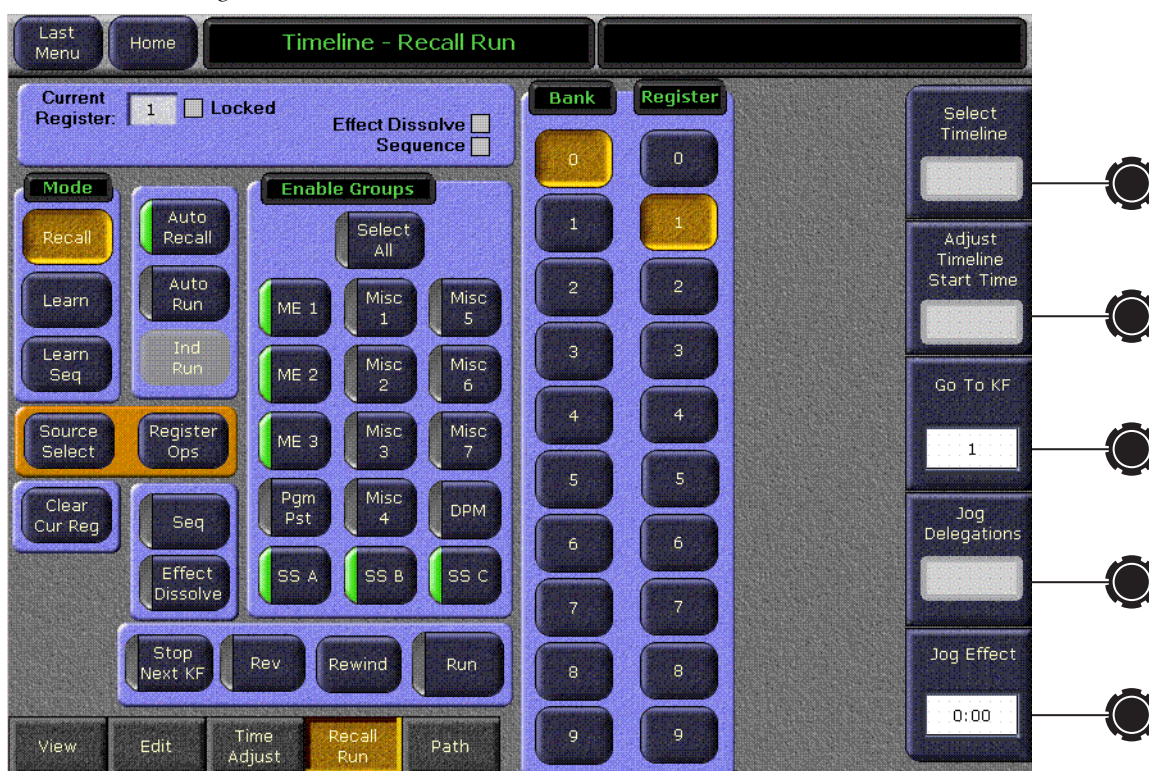 Last
Menu
Home
Timeline - Recall Run
Current
Register:
1
Locked
Effect Dissolve
Sequence
Mode
Recall
Learn
Learn
Seq
Auto
Recall
Auto
Run
Ind
Run
Source
Select
Register
Ops
Clear
Cur Reg
Seq
Effect
Dissolve
Enable Groups
Select
All
ME 1
Misc
1
Misc
5
ME 2
Misc
2
Misc
6
ME 3
Misc
3
Misc
7
Pgm
Pst
Misc
4
DPM
SS A
SS B
SS C
Stop
Next KF
Rev
Rewind
Run
Bank
0
1
2
3
4
5
6
7
8
9
Register
0
1
2
3
4
5
6
7
8
9
Select
Timeline
Adjust
Timeline
Start Time
Go To KF
1
Jog
Delegations
Jog Effect
0:00
View
Edit
Time
Adjust
Recall
Run
Path